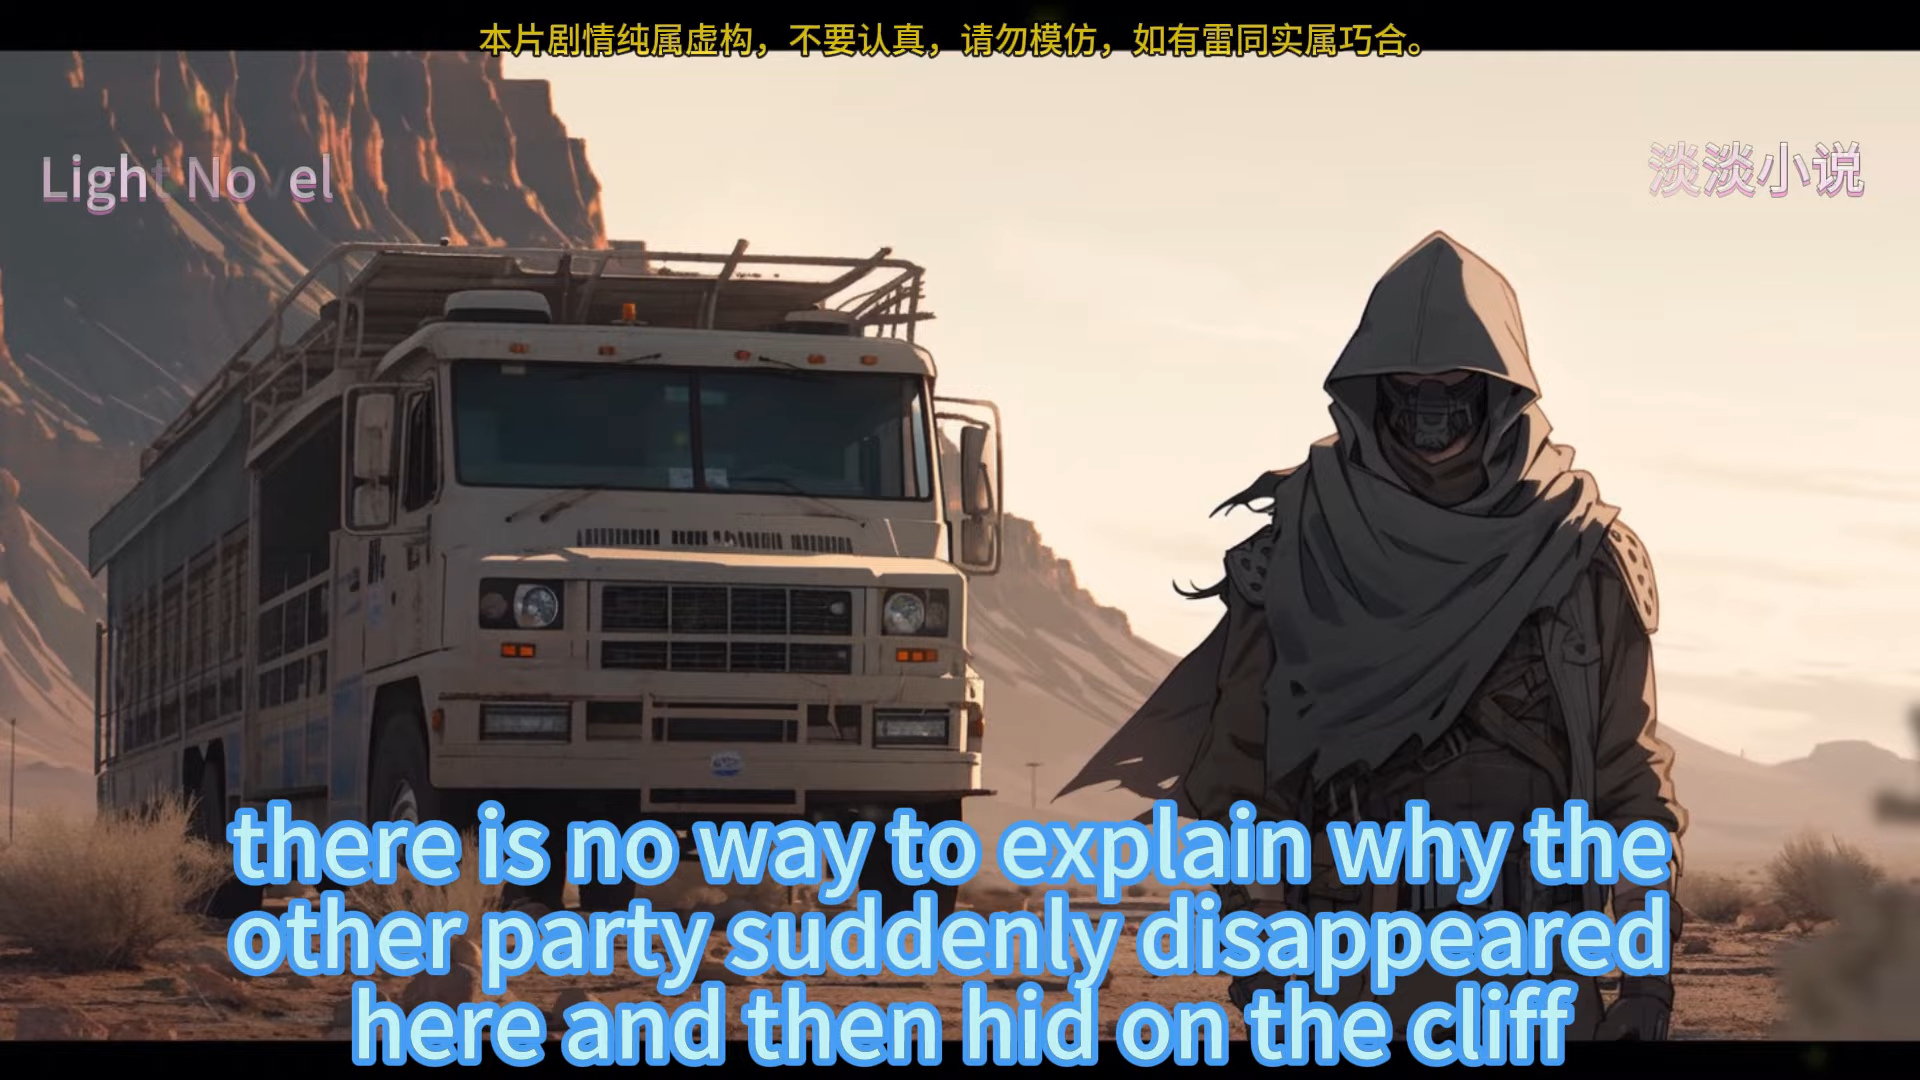 本片剧情纯属虚构，不要认真，请勿模仿，如有雷同实属巧合。
Light Novel
淡淡小说
there is no way to explain why the
other party suddenly disappeared
here and then hid on the cliff